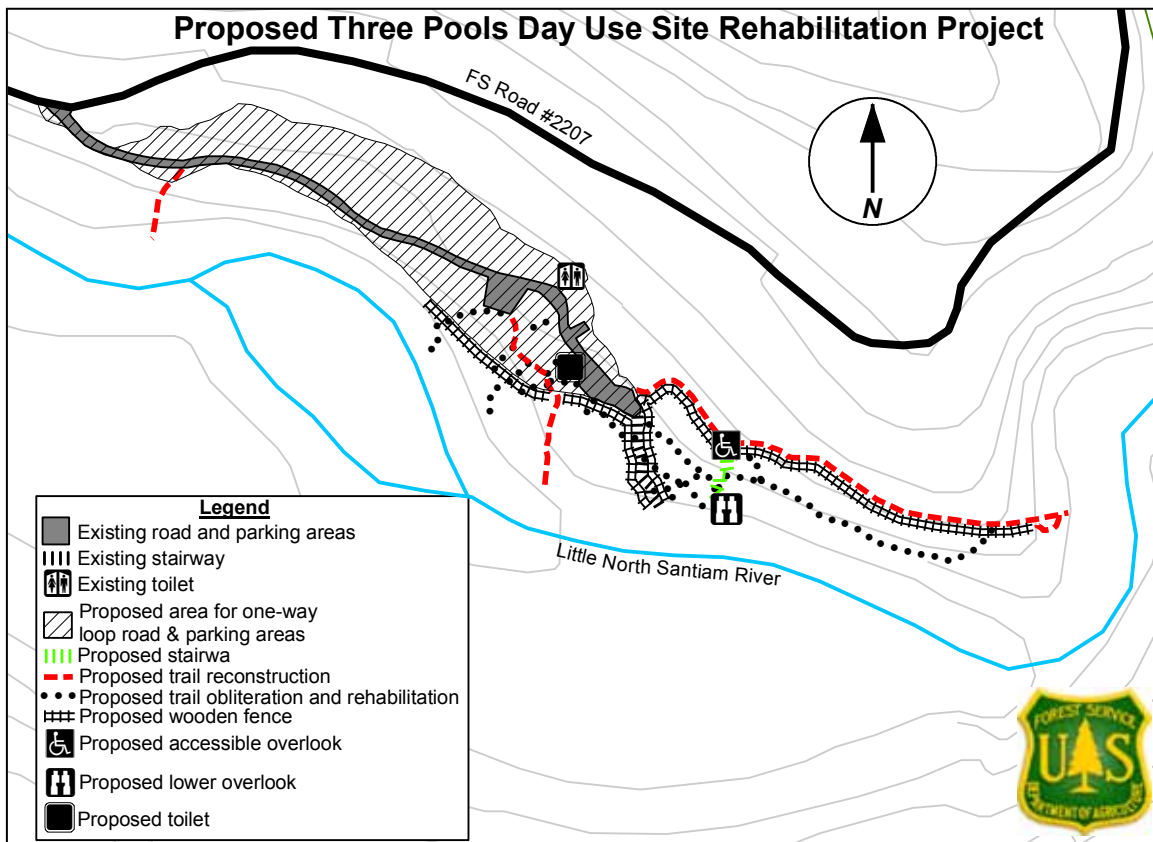 Proposed Three Pools Day Use Site Rehabilitation Project
FS Road #2207
N
Little North Santiam River
Legend
Existing road and parking areas
Existing stairway
Existing toilet
Proposed area for one-way
loop road & parking areas
Proposed stairwa
Proposed trail reconstruction
Proposed trail obliteration and rehabilitation
Proposed wooden fence
Proposed accessible overlook
Proposed lower overlook
Proposed toilet
FOREST SERVICE
U S
DEPARTMENT OF AGRICULTURE